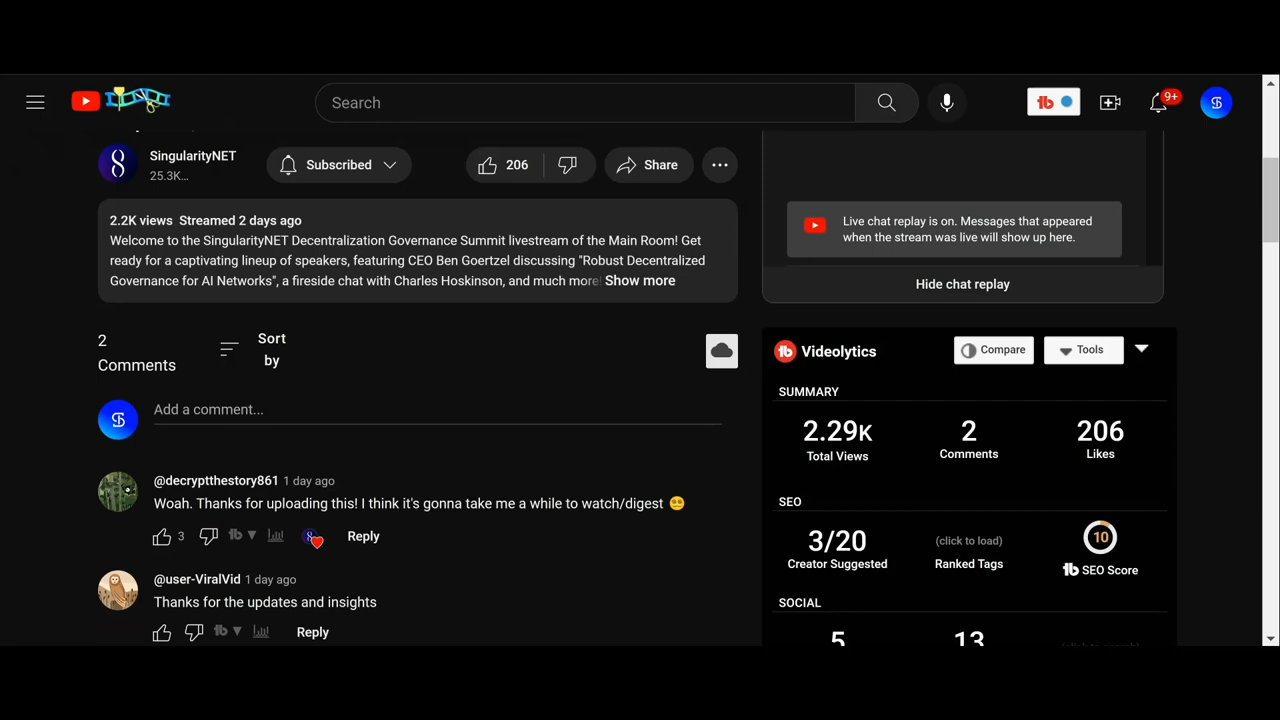 Search
9+
SingularityNET
25.3K...
Subscribed
206
Share
2.2K views Streamed 2 days ago
Welcome to the SingularityNET Decentralization Governance Summit livestream of the Main Room! Get
ready for a captivating lineup of speakers, featuring CEO Ben Goertzel discussing "Robust Decentralized
Governance for AI Networks", a fireside chat with Charles Hoskinson, and much more! Show more
2
Comments
Sort
by
Add a comment...
@decryptthestory861 1 day ago
Woah. Thanks for uploading this! I think it's gonna take me a while to watch/digest 😵‍💫
3
Reply
@user-ViralVid 1 day ago
Thanks for the updates and insights
Reply
Live chat replay is on. Messages that appeared
when the stream was live will show up here.
Hide chat replay
Videolytics
Compare
Tools
SUMMARY
2.29K 2 206
Total Views Comments Likes
SEO
3/20 (click to load) 10
Creator Suggested Ranked Tags tb SEO Score
SOCIAL
5 13